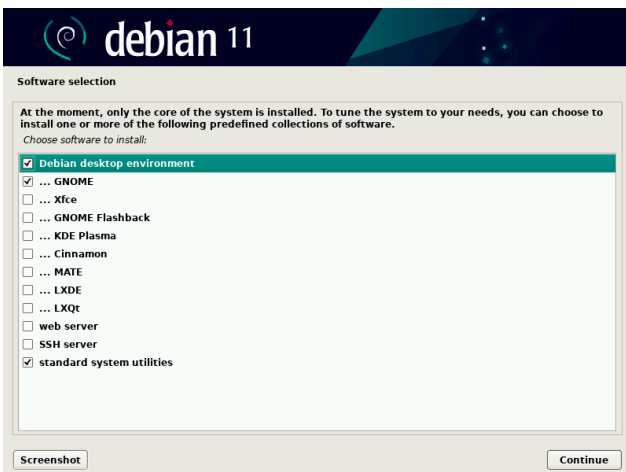 debian 11
Software selection
At the moment, only the core of the system is installed. To tune the system to your needs, you can choose to
install one or more of the following predefined collections of software.
Choose software to install:
Debian desktop environment
... GNOME
... Xfce
... GNOME Flashback
... KDE Plasma
... Cinnamon
... MATE
... LXDE
... LXQt
web server
SSH server
standard system utilities
Screenshot
Continue